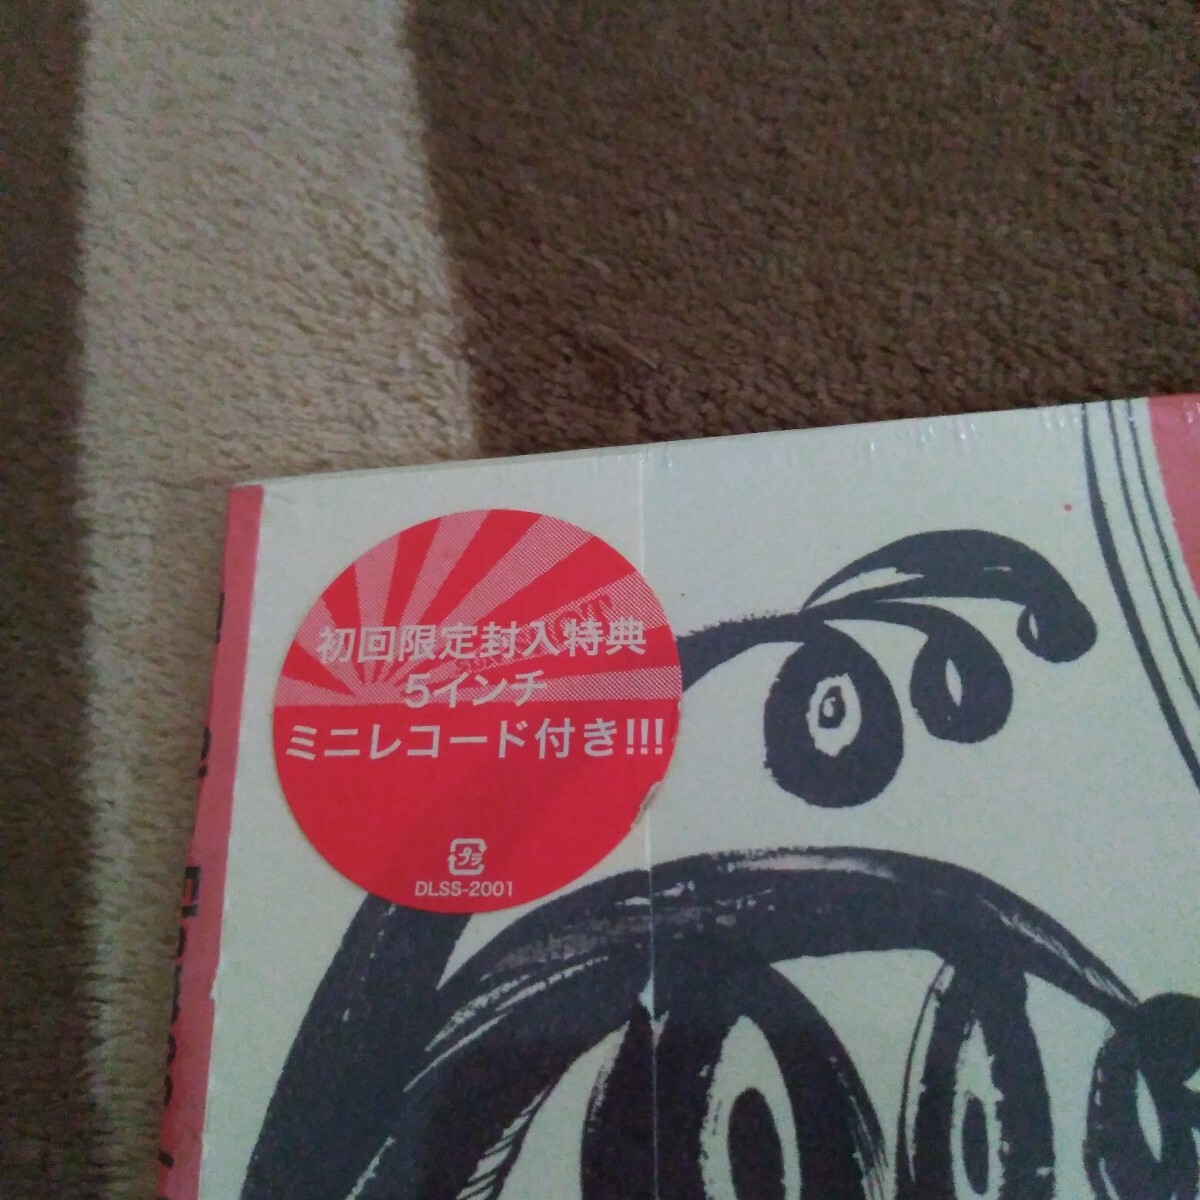 初回限定封入特典
5インチ
ミニレコード付き!!!
プラ
DLSS-2001